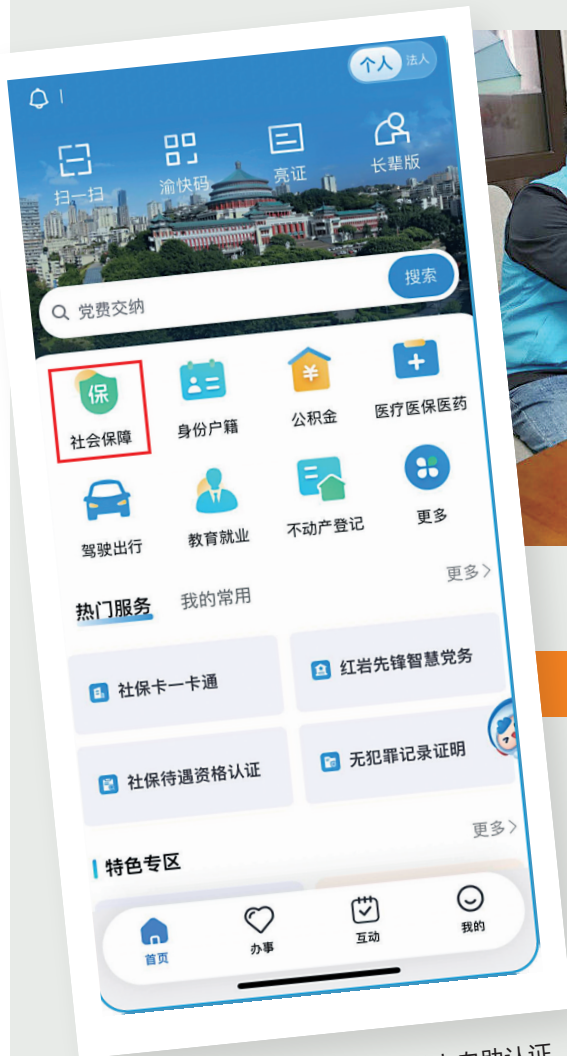 个人 法人
扫一扫 渝快码 亮证 长辈版
党费交纳 搜索
保
社会保障 身份户籍 公积金 医疗医保医药
驾驶出行 教育就业 不动产登记 更多
热门服务 我的常用 更多
社保卡一卡通 红岩先锋智慧党务
社保待遇资格认证 无犯罪记录证明
特色专区 更多
首页 办事 互动 我的
自助认证